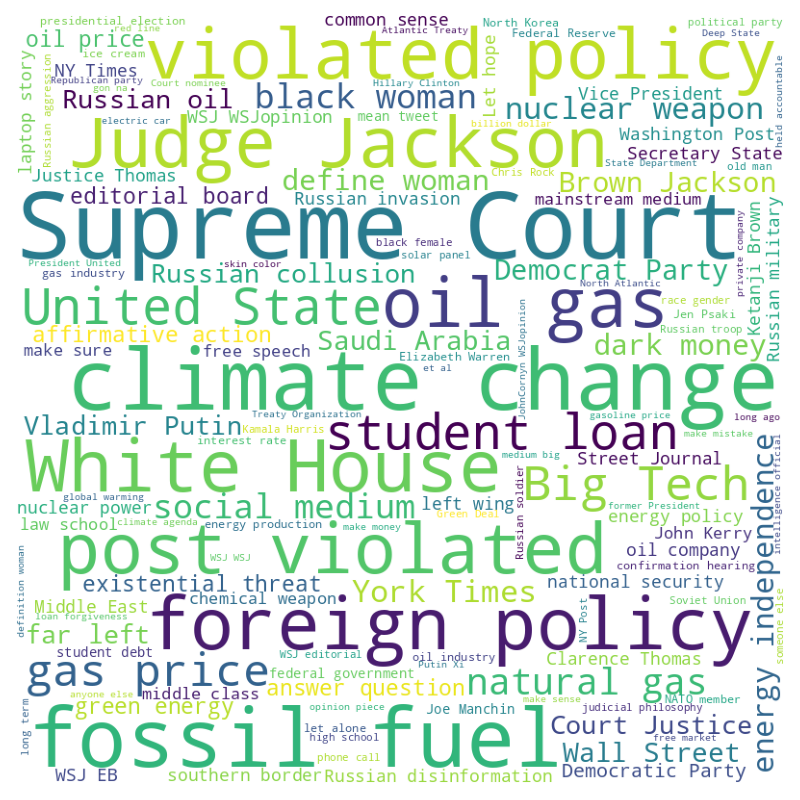 presidential election
red line
common sense
Atlantic Treaty
North Korea
Federal Reserve
political party
Deep State
oil price
ice cream
violated policy
NY Times
Republican party
Court nominee
Hillary Clinton
gon na
Let hope
held accountable
laptop story
Russian aggression
Russian oil
black woman
Vice President
nuclear weapon
electric car
WSJ WSJopinion
mean tweet
billion dollar
Washington Post
Judge Jackson
State Department
old man
Secretary State
Justice Thomas
Chris Rock
define woman
Brown Jackson
editorial board
Russian invasion
mainstream medium
Supreme Court
black female
solar panel
private company
Ketanji Brown
Russian military
President United
skin color
gas industry
Russian collusion
Democrat Party
North Atlantic
United State
oil gas
race gender
Jen Psaki
Russian troop
affirmative action
Saudi Arabia
dark money
make sure
free speech
Elizabeth Warren
et al
JohnCornyn WSJopinion
climate change
Treaty Organization
gasoline price
long ago
Vladimir Putin
Kamala Harris
student loan
make mistake
interest rate
White House
medium big
Street Journal
Russian soldier
Big Tech
former President
energy independence
intelligence official
global warming
nuclear power
social medium
left wing
Green Deal
energy policy
law school
climate agenda
energy production
make money
John Kerry
post violated
WSJ WSJ
oil company
confirmation hearing
definition woman
existential threat
York Times
national security
loan forgiveness
chemical weapon
Soviet Union
NY Post
someone else
Middle East
foreign policy
far left
student debt
WSJ editorial
oil industry
Putin Xi
Clarence Thomas
gas price
federal government
natural gas
anyone else
middle class
answer question
make sense
NATO member
long term
green energy
opinion piece
Joe Manchin
judicial philosophy
fossil fuel
let alone
high school
Court Justice
free market
phone call
Wall Street
WSJ EB
southern border
Russian disinformation
Democratic Party